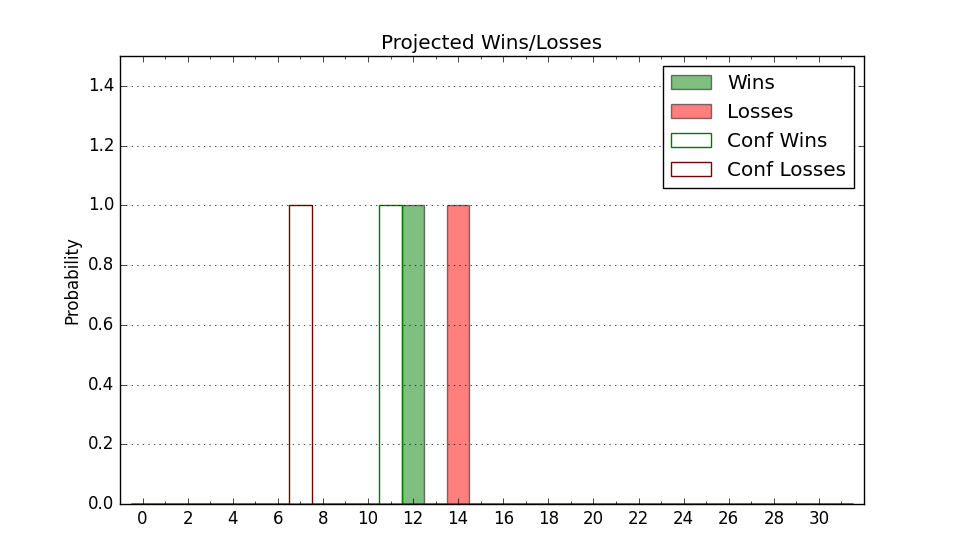 Projected Wins/Losses
Wins
Losses
Conf Wins
Conf Losses
Probability
1.4
1.2
1.0
0.8
0.6
0.4
0.2
0.0
0 2 4 6 8 10 12 14 16 18 20 22 24 26 28 30